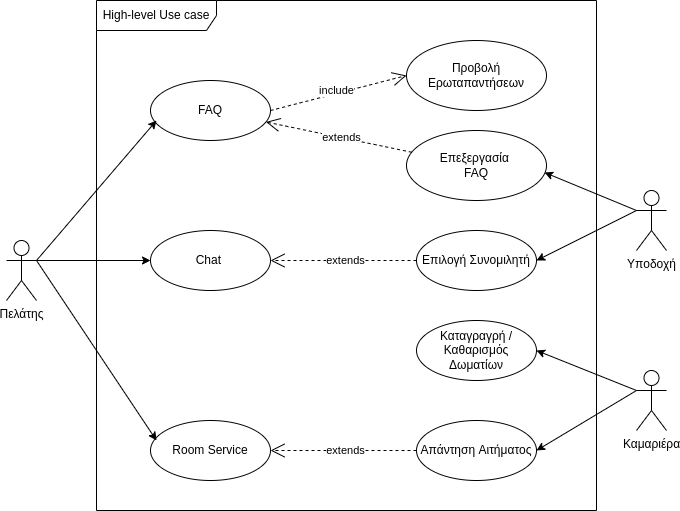 High-level Use case
Προβολή
Ερωταπαντήσεων
include
FAQ
extends
Επεξεργασία
FAQ
Chat
extends
Επιλογή Συνομιλητή
Υποδοχή
Πελάτης
Καταγραγρή /
Καθαρισμός
Δωματίων
Room Service
extends
Απάντηση Αιτήματος
Καμαριέρα